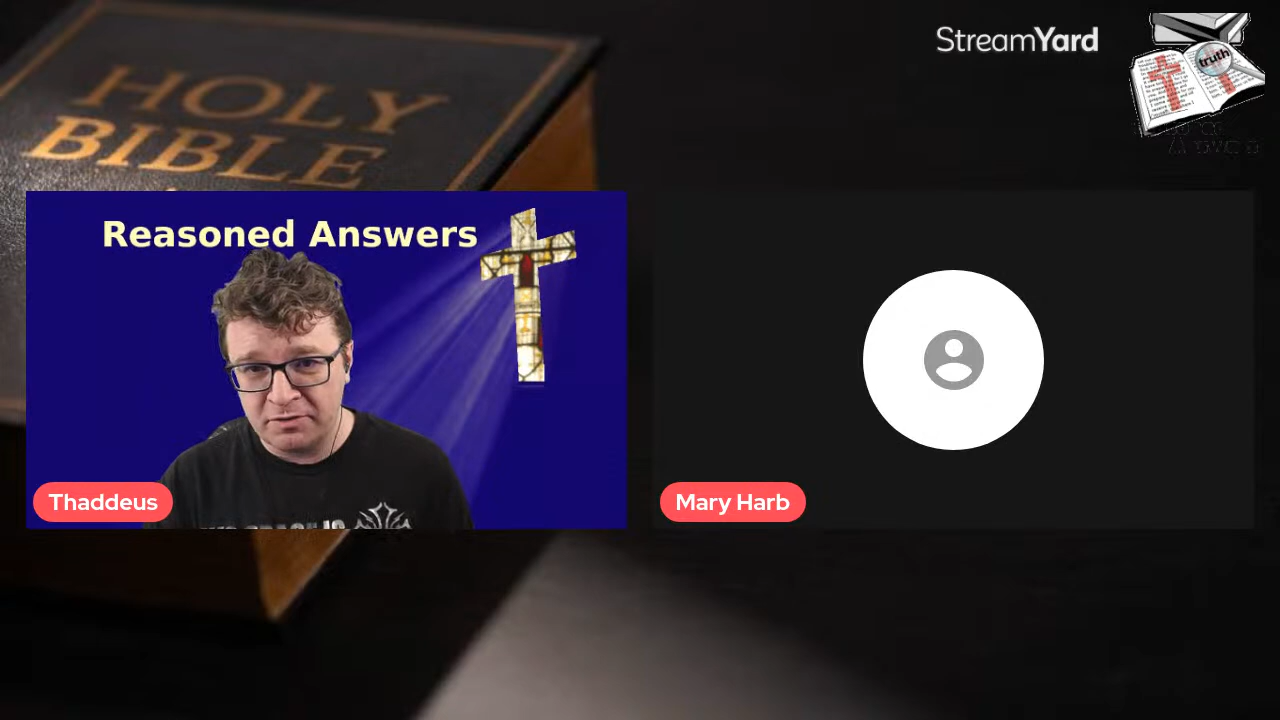 HOLY
BIBLE
StreamYard
truth
Reasoned Answers
Thaddeus
Mary Harb